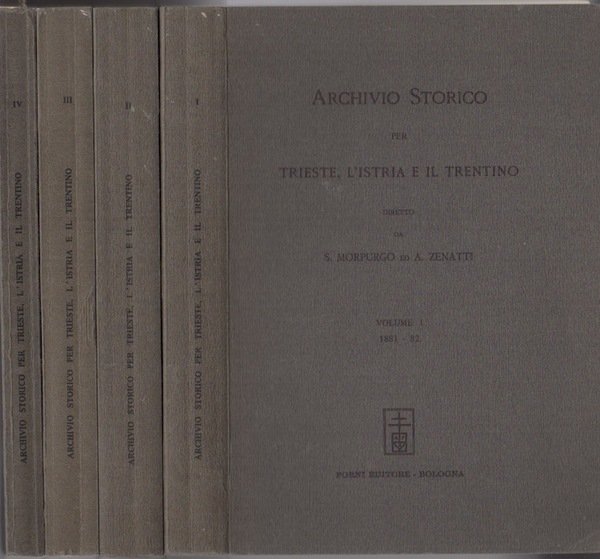 IV
ARCHIVIO STORICO PER TRIESTE, L'ISTRIA E IL TRENTINO
III
ARCHIVIO STORICO PER TRIESTE, L'ISTRIA E IL TRENTINO
II
ARCHIVIO STORICO PER TRIESTE, L'ISTRIA E IL TRENTINO
I
ARCHIVIO STORICO PER TRIESTE, L'ISTRIA E IL TRENTINO
ARCHIVIO STORICO
PER
TRIESTE, L'ISTRIA E IL TRENTINO
DIRETTO
DA
S. MORPURGO ED A. ZENATTI
VOLUME I
1881 - 82
FORNI EDITORE - BOLOGNA